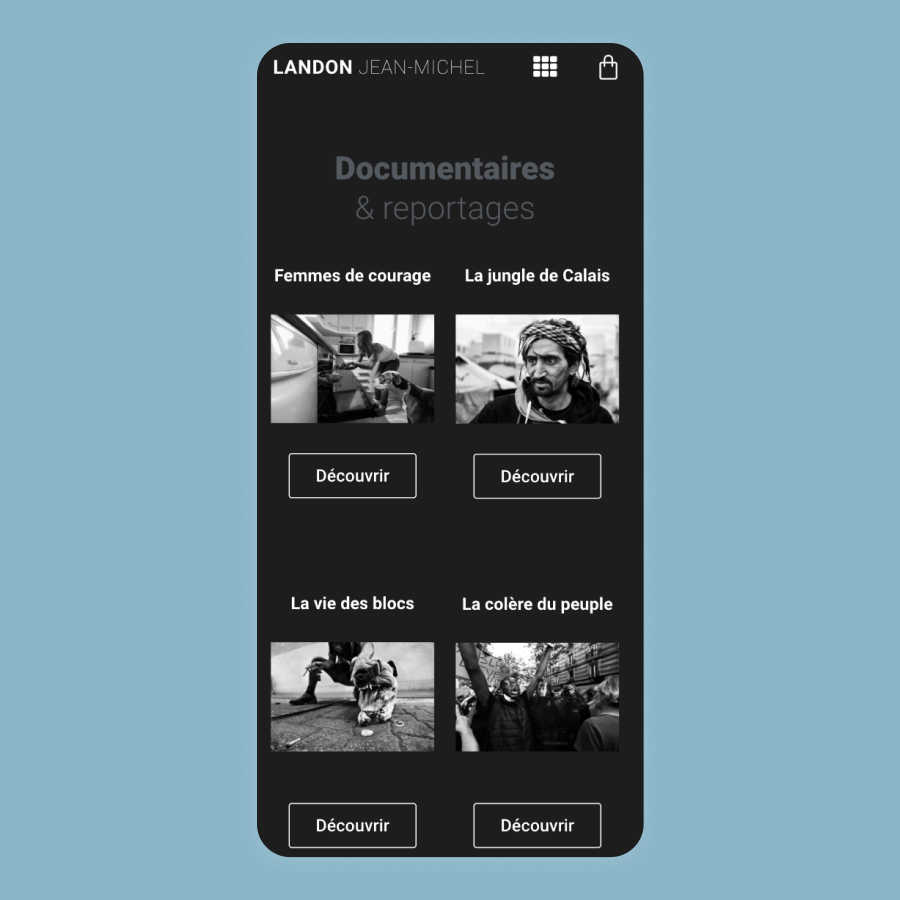 LANDON JEAN-MICHEL
Documentaires
& reportages
Femmes de courage
La jungle de Calais
Découvrir
Découvrir
La vie des blocs
La colère du peuple
Découvrir
Découvrir